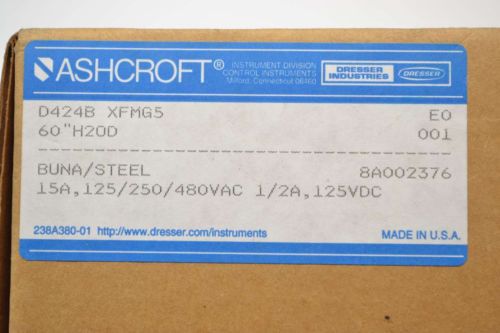 ASHCROFT®
INSTRUMENT DIVISION
CONTROL INSTRUMENTS
Milford, Connecticut 06460
DRESSER
INDUSTRIES
DRESSER
D424B XFMG5 E0
60"H2OD 001
BUNA/STEEL 8A002376
15A,125/250/480VAC 1/2A,125VDC
238A380-01 http://www.dresser.com/instruments MADE IN U.S.A.